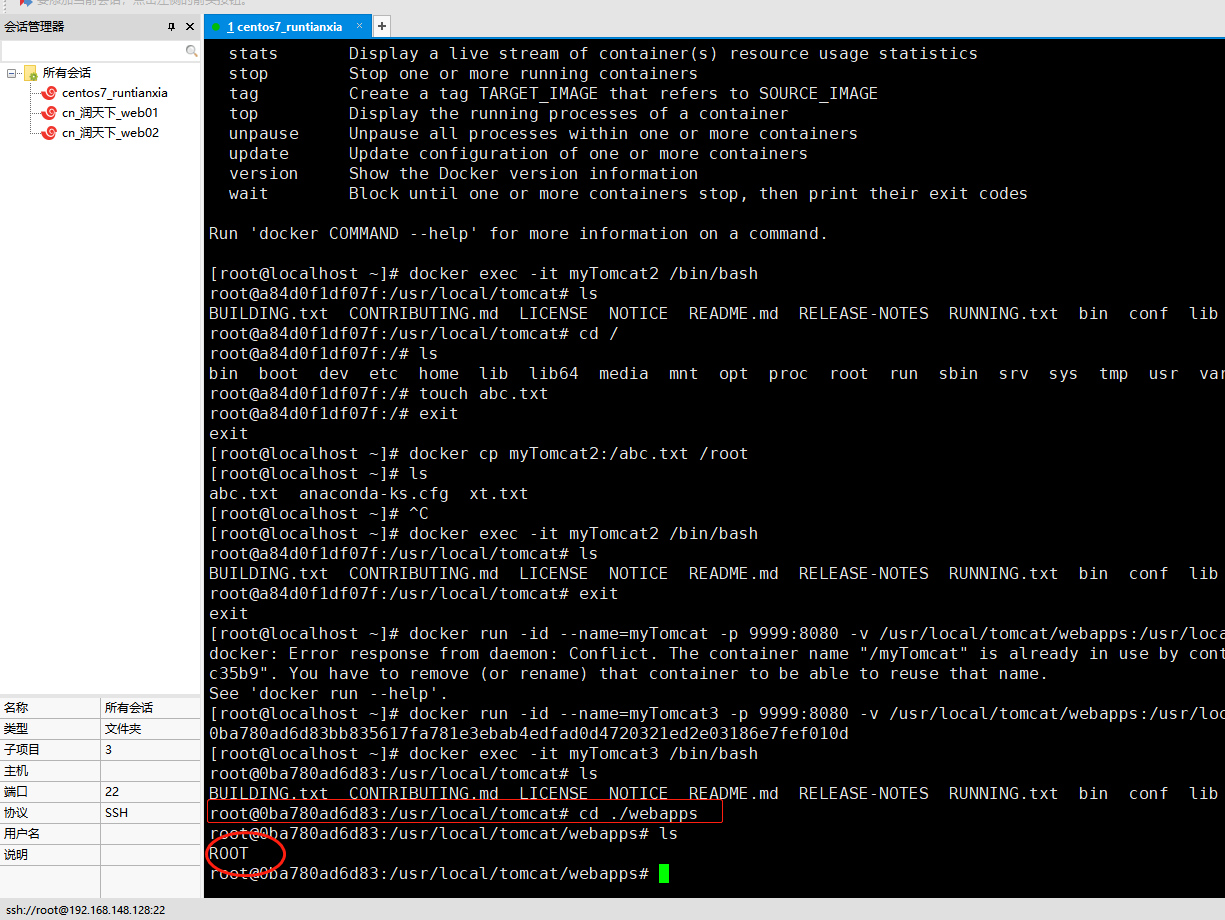 会话管理器
1 centos7_runtianxia × +
所有会话
centos7_runtianxia
cn_润天下_web01
cn_润天下_web02
名称 所有会话
类型 文件夹
子项目 3
主机
端口 22
协议 SSH
用户名
说明
stats Display a live stream of container(s) resource usage statistics
stop Stop one or more running containers
tag Create a tag TARGET_IMAGE that refers to SOURCE_IMAGE
top Display the running processes of a container
unpause Unpause all processes within one or more containers
update Update configuration of one or more containers
version Show the Docker version information
wait Block until one or more containers stop, then print their exit codes
Run 'docker COMMAND --help' for more information on a command.
[root@localhost ~]# docker exec -it myTomcat2 /bin/bash
root@a84d0f1df07f:/usr/local/tomcat# ls
BUILDING.txt CONTRIBUTING.md LICENSE NOTICE README.md RELEASE-NOTES RUNNING.txt bin conf lib
root@a84d0f1df07f:/usr/local/tomcat# cd /
root@a84d0f1df07f:/# ls
bin boot dev etc home lib lib64 media mnt opt proc root run sbin srv sys tmp usr var
root@a84d0f1df07f:/# touch abc.txt
root@a84d0f1df07f:/# exit
exit
[root@localhost ~]# docker cp myTomcat2:/abc.txt /root
[root@localhost ~]# ls
abc.txt anaconda-ks.cfg xt.txt
[root@localhost ~]# ^C
[root@localhost ~]# docker exec -it myTomcat2 /bin/bash
root@a84d0f1df07f:/usr/local/tomcat# ls
BUILDING.txt CONTRIBUTING.md LICENSE NOTICE README.md RELEASE-NOTES RUNNING.txt bin conf lib
root@a84d0f1df07f:/usr/local/tomcat# exit
exit
[root@localhost ~]# docker run -id --name=myTomcat -p 9999:8080 -v /usr/local/tomcat/webapps:/usr/loca
docker: Error response from daemon: Conflict. The container name "/myTomcat" is already in use by cont
c35b9". You have to remove (or rename) that container to be able to reuse that name.
See 'docker run --help'.
[root@localhost ~]# docker run -id --name=myTomcat3 -p 9999:8080 -v /usr/local/tomcat/webapps:/usr/loc
0ba780ad6d83bb835617fa781e3ebab4edfad0d4720321ed2e03186e7fef010d
[root@localhost ~]# docker exec -it myTomcat3 /bin/bash
root@0ba780ad6d83:/usr/local/tomcat# ls
BUILDING.txt CONTRIBUTING.md LICENSE NOTICE README.md RELEASE-NOTES RUNNING.txt bin conf lib
root@0ba780ad6d83:/usr/local/tomcat# cd ./webapps
root@0ba780ad6d83:/usr/local/tomcat/webapps# ls
ROOT
root@0ba780ad6d83:/usr/local/tomcat/webapps#
ssh://root@192.168.148.128:22